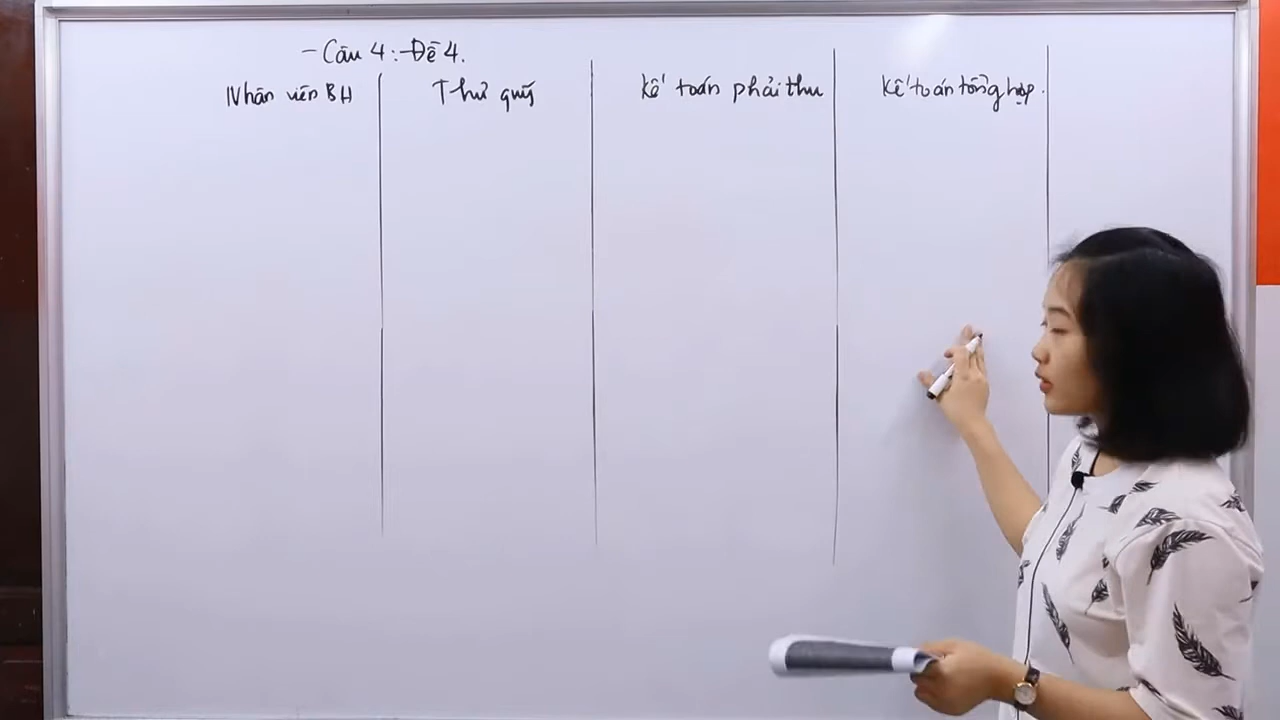 - Câu 4: Đề 4.
Nhân viên BH
Thủ quỹ
Kế toán phải thu
Kế toán tổng hợp.